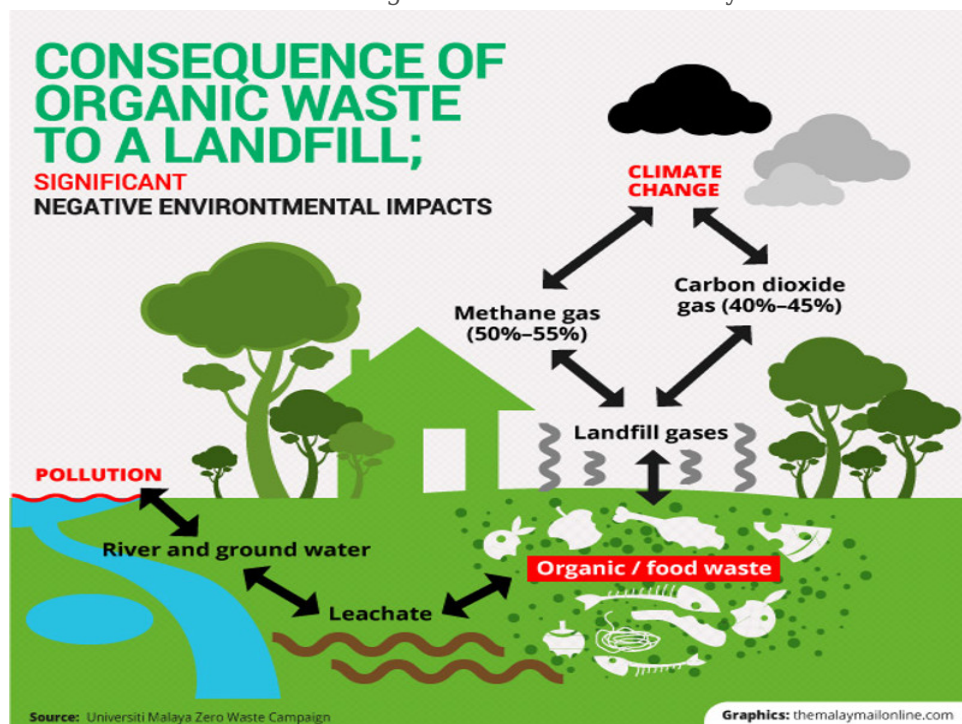 CONSEQUENCE OF
ORGANIC WASTE
TO A LANDFILL;
SIGNIFICANT
NEGATIVE ENVIRONTMENTAL IMPACTS
CLIMATE
CHANGE
Carbon dioxide
gas (40%–45%)
Methane gas
(50%–55%)
Landfill gases
POLLUTION
River and ground water
Organic / food waste
Leachate
Source: Universiti Malaya Zero Waste Campaign
Graphics: themalaymailonline.com